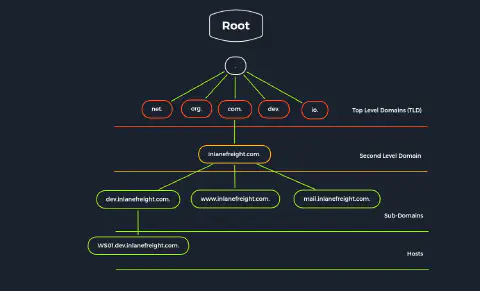 Root
.
net. org. com. dev. io. Top Level Domains (TLD)
inlanefreight.com. Second Level Domain
dev.inlanefreight.com. www.inlanefreight.com. mail.inlanefreight.com.
Sub-Domains
WS01.dev.inlanefreight.com.
Hosts